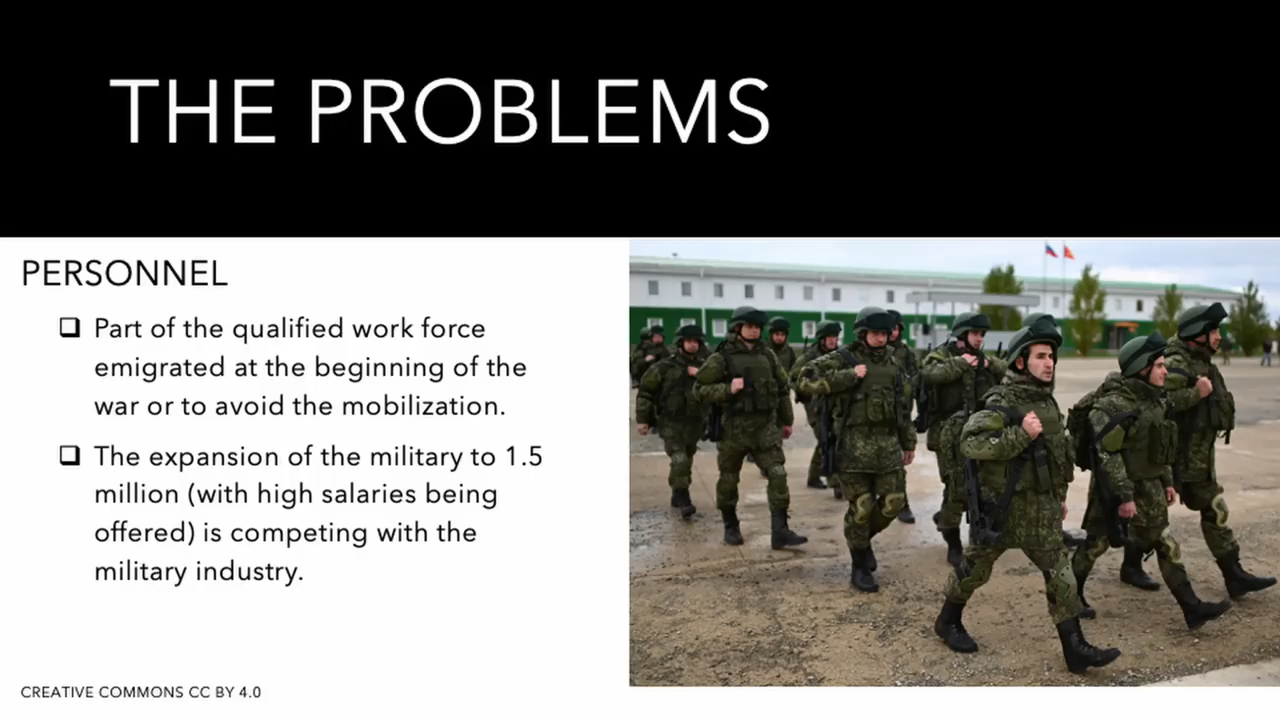 THE PROBLEMS
PERSONNEL
Part of the qualified work force
emigrated at the beginning of the
war or to avoid the mobilization.
The expansion of the military to 1.5
million (with high salaries being
offered) is competing with the
military industry.
CREATIVE COMMONS CC BY 4.0